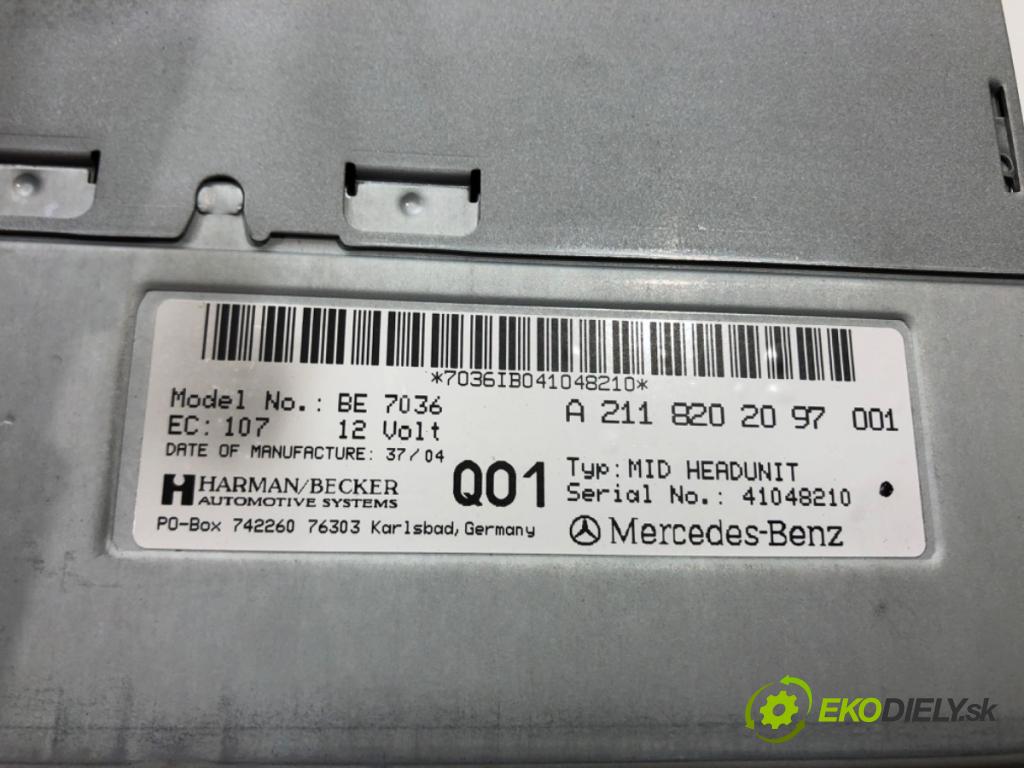 *7036IB041048210*
Model No.: BE 7036
A 211 820 20 97 001
EC: 107 12 Volt
DATE OF MANUFACTURE: 37/04
Q01
Typ: MID HEADUNIT
HARMAN/BECKER
AUTOMOTIVE SYSTEMS
Serial No.: 41048210
PO-Box 742260 76303 Karlsbad, Germany
Mercedes-Benz
EKODIELY.sk